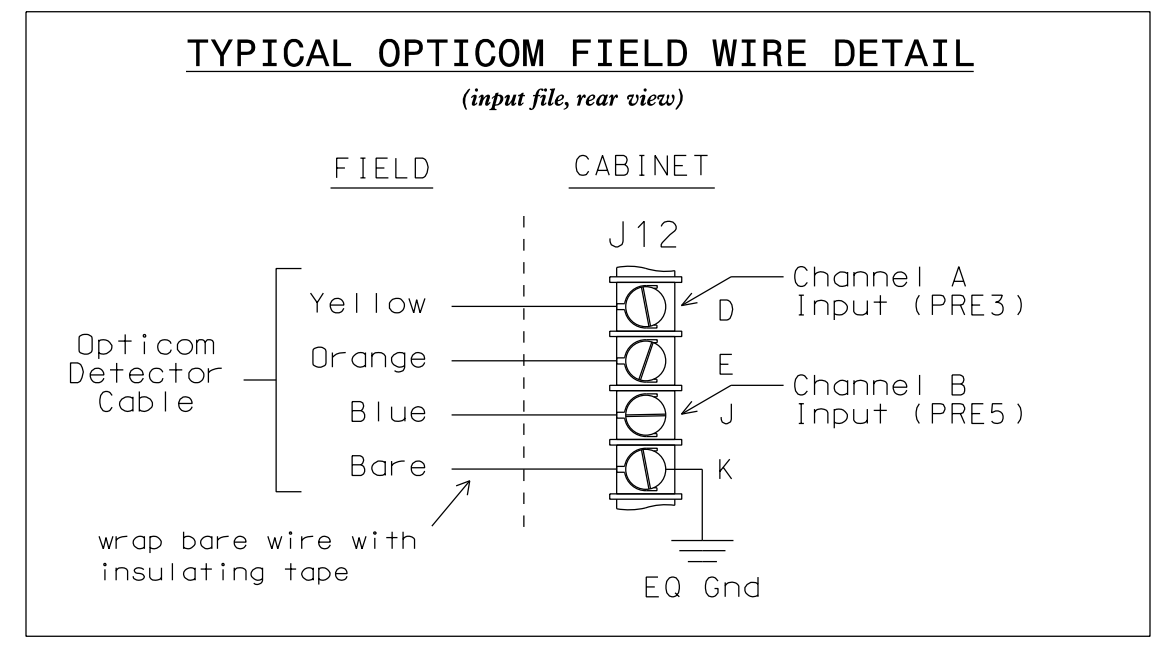 TYPICAL OPTICOM FIELD WIRE DETAIL
(input file, rear view)
FIELD
CABINET
J12
Opticom
Detector
Cable
Yellow
Orange
Blue
Bare
D
E
J
K
Channel A
Input (PRE3)
Channel B
Input (PRE5)
wrap bare wire with
insulating tape
EQ Gnd